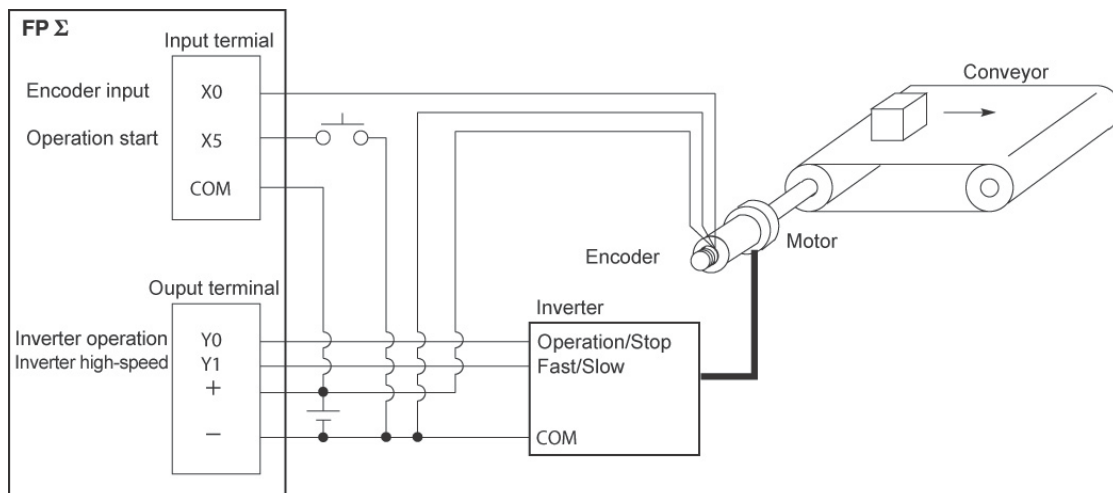 FP Σ
Input termial
Encoder input
X0
Operation start
X5
COM
Conveyor
Motor
Encoder
Ouput terminal
Inverter
Inverter operation
Y0
Operation/Stop
Inverter high-speed
Y1
Fast/Slow
+
−
COM